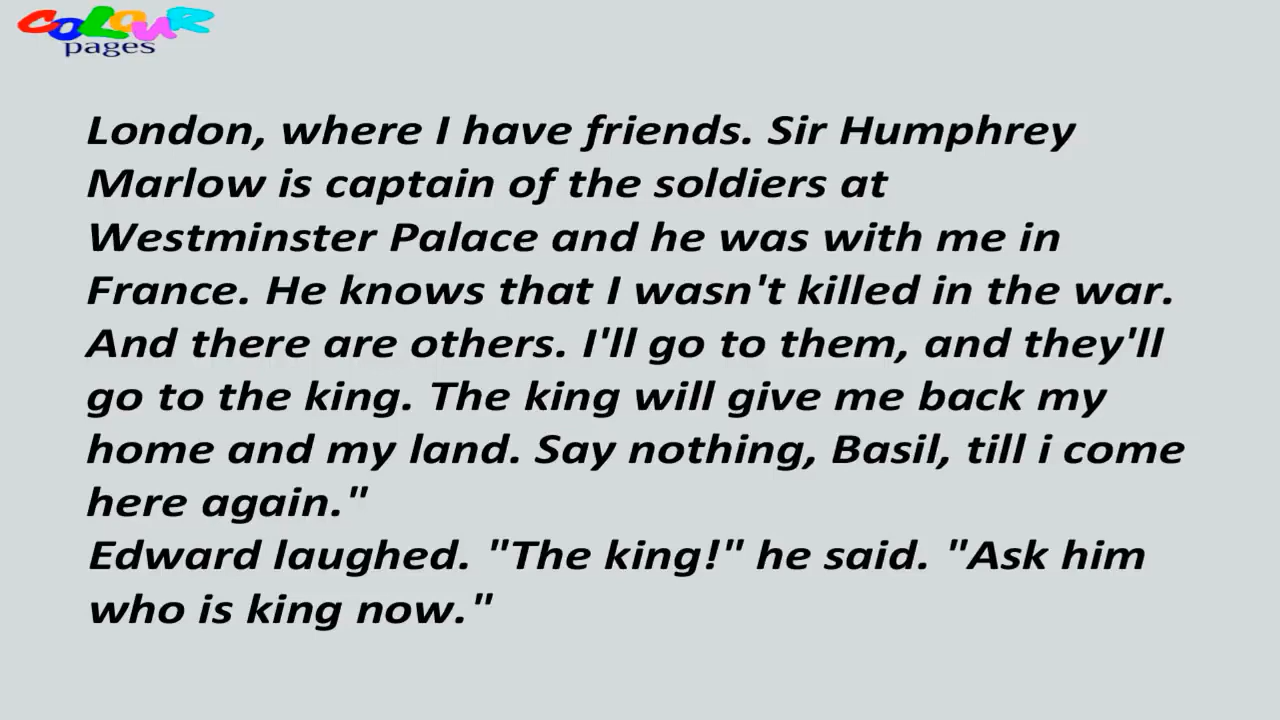 COLOUR
pages
London, where I have friends. Sir Humphrey
Marlow is captain of the soldiers at
Westminster Palace and he was with me in
France. He knows that I wasn't killed in the war.
And there are others. I'll go to them, and they'll
go to the king. The king will give me back my
home and my land. Say nothing, Basil, till i come
here again."
Edward laughed. "The king!" he said. "Ask him
who is king now."